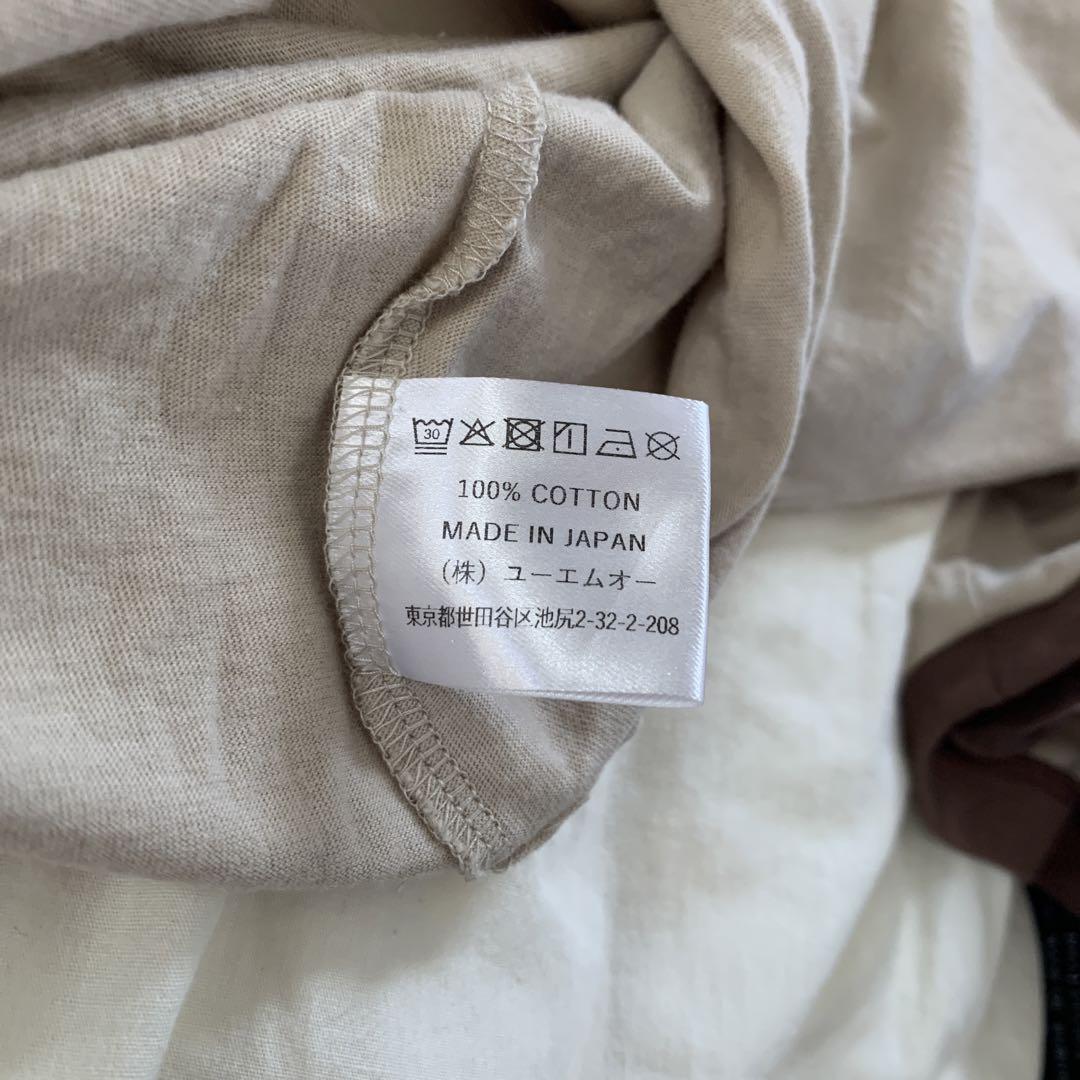 30
100% COTTON
MADE IN JAPAN
(株) ユーエムオー
東京都世田谷区池尻2-32-2-208